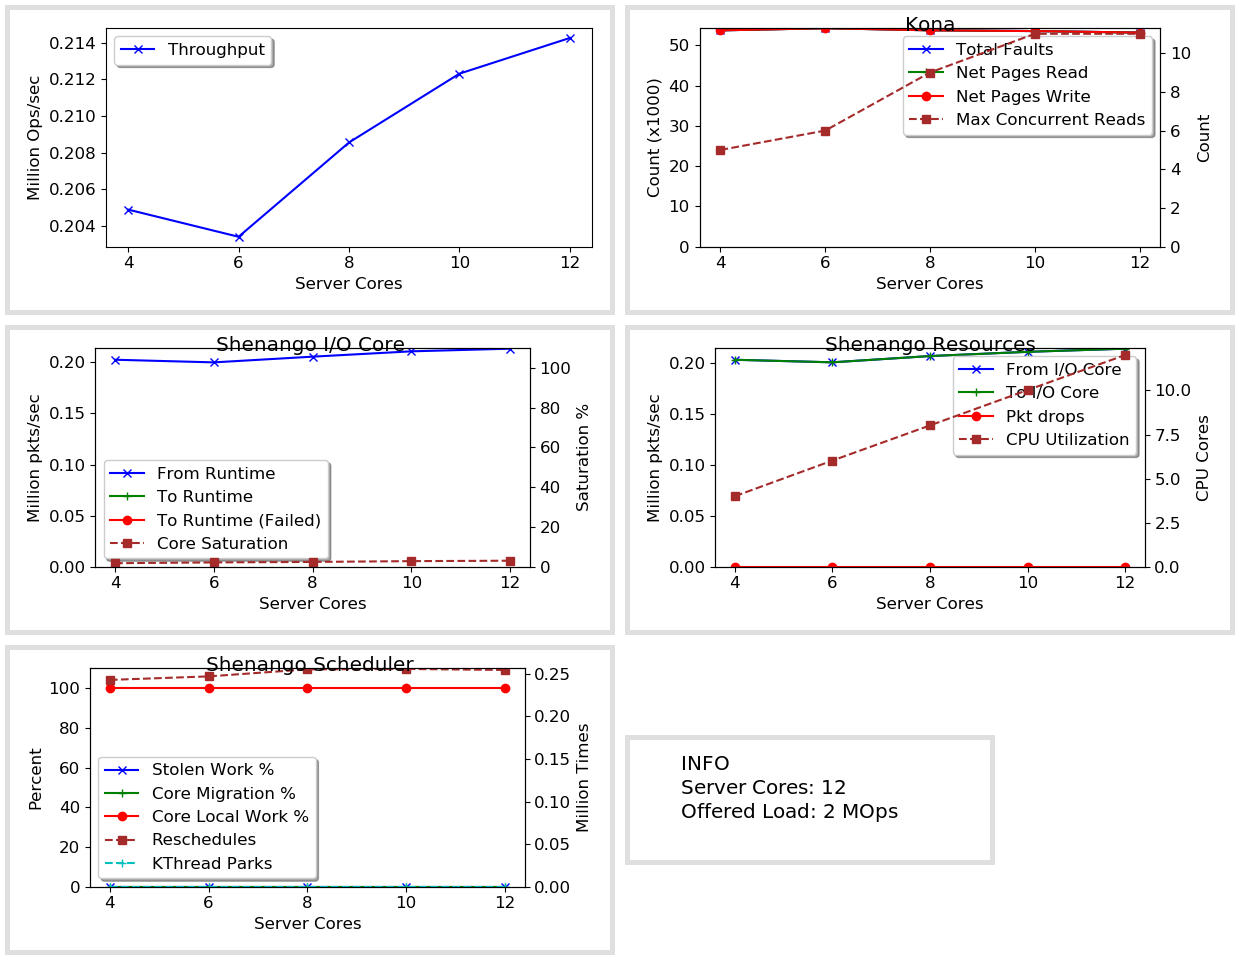 0.214
0.212
0.210
0.208
0.206
0.204
Million Ops/sec
Throughput
4 6 8 10 12
Server Cores
Kona
50
40
30
20
10
0
Count (x1000)
Total Faults
Net Pages Read
Net Pages Write
Max Concurrent Reads
10
8
6
4
2
0
Count
4 6 8 10 12
Server Cores
Shenango I/O Core
0.20
0.15
0.10
0.05
0.00
Million pkts/sec
From Runtime
To Runtime
To Runtime (Failed)
Core Saturation
100
80
60
40
20
0
Saturation %
4 6 8 10 12
Server Cores
Shenango Resources
0.20
0.15
0.10
0.05
0.00
Million pkts/sec
From I/O Core
To I/O Core
Pkt drops
CPU Utilization
10.0
7.5
5.0
2.5
0.0
CPU Cores
4 6 8 10 12
Server Cores
Shenango Scheduler
100
80
60
40
20
0
Percent
Stolen Work %
Core Migration %
Core Local Work %
Reschedules
KThread Parks
0.25
0.20
0.15
0.10
0.05
0.00
Million Times
4 6 8 10 12
Server Cores
INFO
Server Cores: 12
Offered Load: 2 MOps